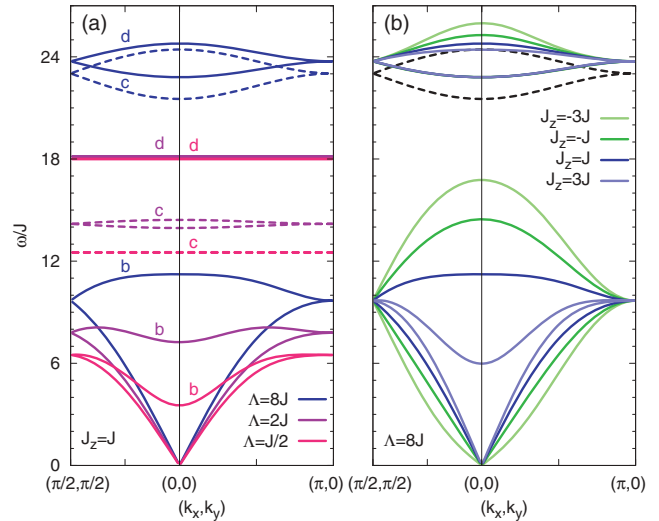 (a)
(b)
24
d
c
18
d d
c
c
12
b
b
b
6
0
ω/J
J_z=J
Λ=8J
Λ=2J
Λ=J/2
J_z=-3J
J_z=-J
J_z=J
J_z=3J
Λ=8J
(π/2,π/2) (0,0) (π,0)
(k_x,k_y)
(π/2,π/2) (0,0) (π,0)
(k_x,k_y)